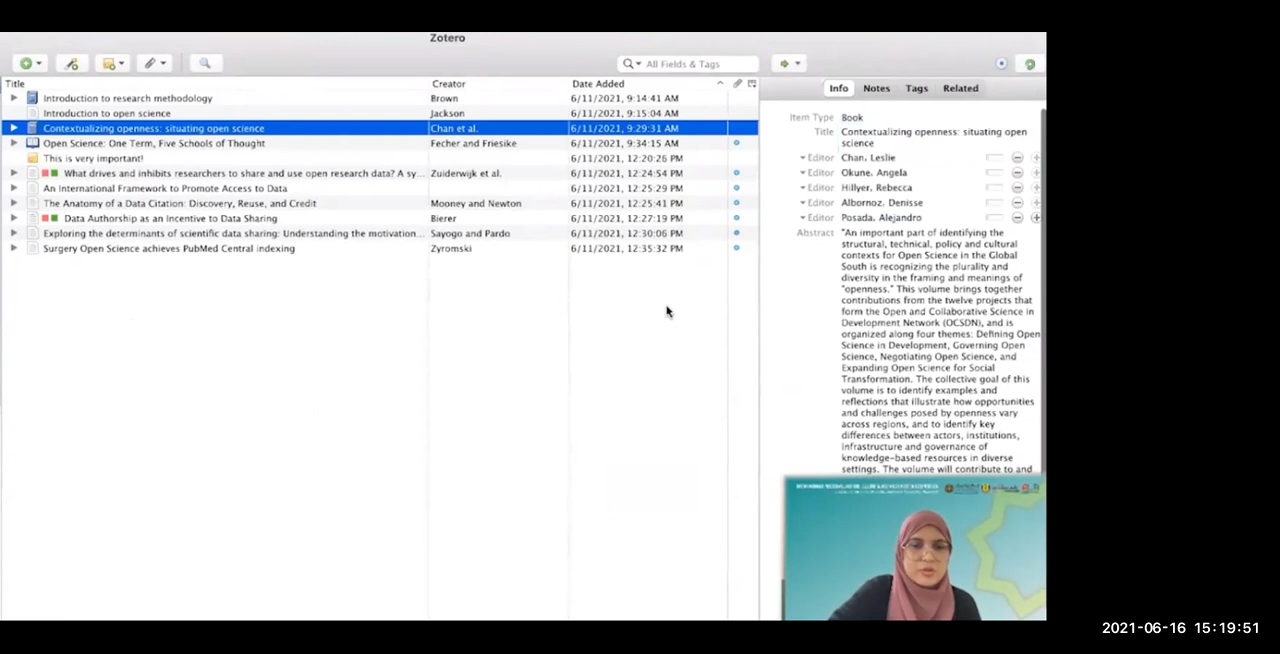 Zotero
All Fields & Tags
Title Creator Date Added
Introduction to research methodology Brown 6/11/2021, 9:14:41 AM
Introduction to open science Jackson 6/11/2021, 9:15:04 AM
Contextualizing openness: situating open science Chan et al. 6/11/2021, 9:29:31 AM
Open Science: One Term, Five Schools of Thought Fecher and Friesike 6/11/2021, 9:34:15 AM
This is very important! 6/11/2021, 12:20:26 PM
What drives and inhibits researchers to share and use open research data? A sy... Zuiderwijk et al. 6/11/2021, 12:24:54 PM
An International Framework to Promote Access to Data 6/11/2021, 12:25:29 PM
The Anatomy of a Data Citation: Discovery, Reuse, and Credit Mooney and Newton 6/11/2021, 12:25:41 PM
Data Authorship as an Incentive to Data Sharing Bierer 6/11/2021, 12:27:19 PM
Exploring the determinants of scientific data sharing: Understanding the motivation... Sayogo and Pardo 6/11/2021, 12:30:06 PM
Surgery Open Science achieves PubMed Central indexing Zyromski 6/11/2021, 12:35:32 PM
Info Notes Tags Related
Item Type Book
Title Contextualizing openness: situating open
science
Editor Chan, Leslie
Editor Okune, Angela
Editor Hillyer, Rebecca
Editor Albornoz, Denisse
Editor Posada, Alejandro
Abstract "An important part of identifying the
structural, technical, policy and cultural
contexts for Open Science in the Global
South is recognizing the plurality and
diversity in the framing and meanings of
"openness." This volume brings together
contributions from the twelve projects that
form the Open and Collaborative Science in
Development Network (OCSDN), and is
organized along four themes: Defining Open
Science in Development, Governing Open
Science, Negotiating Open Science, and
Expanding Open Science for Social
Transformation. The collective goal of this
volume is to identify examples and
reflections that illustrate how opportunities
and challenges posed by openness vary
across regions, and to identify key
differences between actors, institutions,
infrastructure and governance of
knowledge-based resources in diverse
settings. The volume will contribute to and
2021-06-16 15:19:51